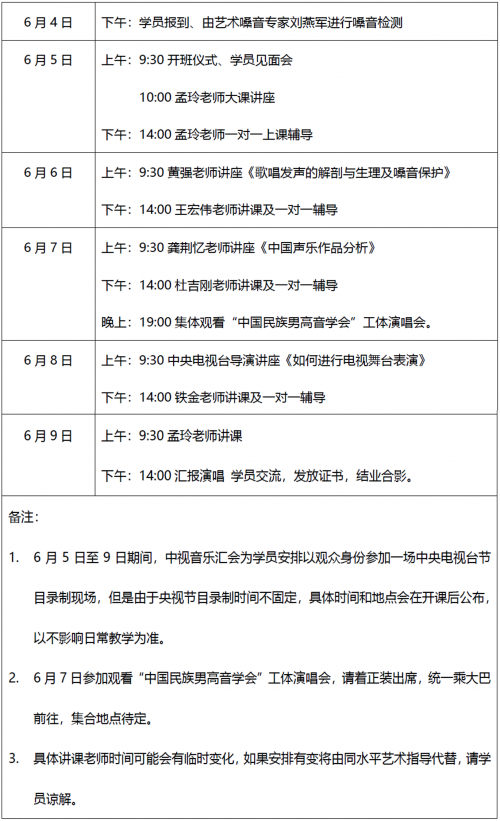 6 月 4 日 下午：学员报到、由艺术嗓音专家刘燕军进行嗓音检测
6 月 5 日 上午：9:30 开班仪式、学员见面会
10:00 孟玲老师大课讲座
下午：14:00 孟玲老师一对一上课辅导
6 月 6 日 上午：9:30 黄强老师讲座《歌唱发声的解剖与生理及嗓音保护》
下午：14:00 王宏伟老师讲课及一对一辅导
6 月 7 日 上午：9:30 龚荆忆老师讲座《中国声乐作品分析》
下午：14:00 杜吉刚老师讲课及一对一辅导
晚上：19:00 集体观看“中国民族男高音学会”工体演唱会。
6 月 8 日 上午：9:30 中央电视台导演讲座《如何进行电视舞台表演》
下午：14:00 铁金老师讲课及一对一辅导
6 月 9 日 上午：9:30 孟玲老师讲课
下午：14:00 汇报演唱 学员交流，发放证书，结业合影。
备注：
1. 6 月 5 日至 9 日期间，中视音乐汇会为学员安排以观众身份参加一场中央电视台节
目录制现场，但是由于央视节目录制时间不固定，具体时间和地点会在开课后公布，
以不影响日常教学为准。
2. 6 月 7 日参加观看“中国民族男高音学会”工体演唱会，请着正装出席，统一乘大巴
前往，集合地点待定。
3. 具体讲课老师时间可能会有临时变化，如果安排有变将由同水平艺术指导代替，请学
员谅解。